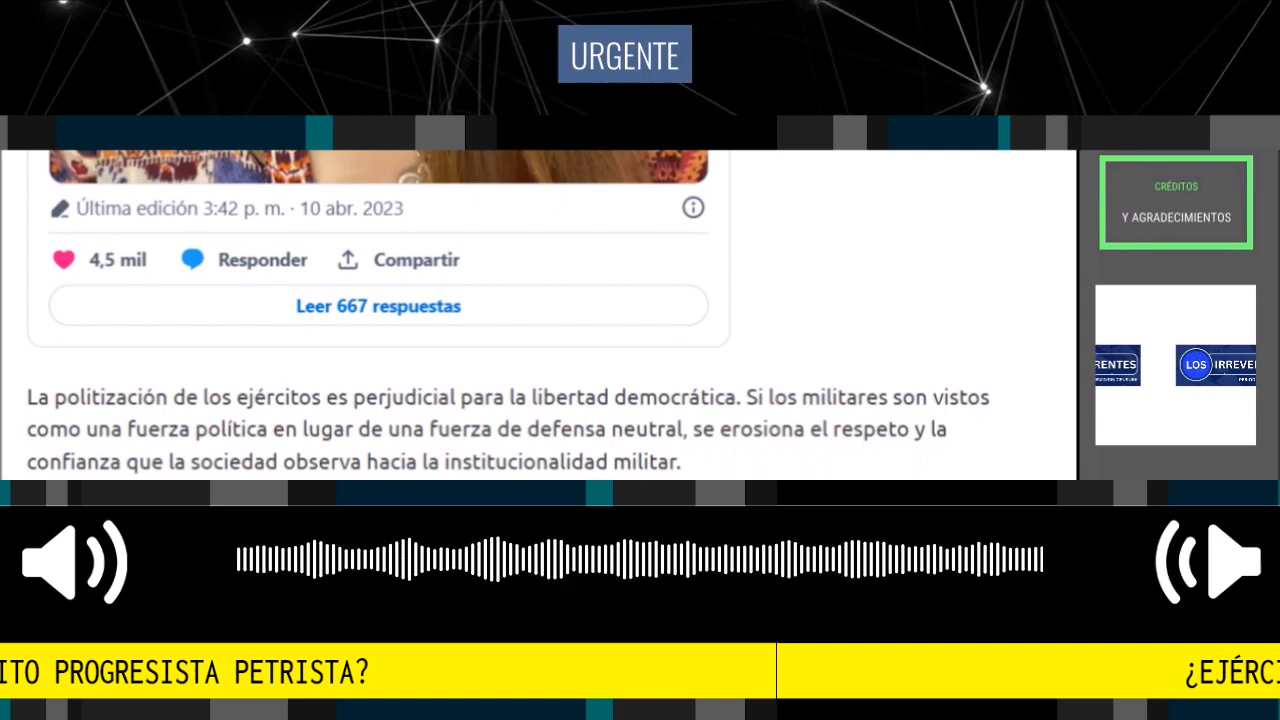 URGENTE
Última edición 3:42 p. m. · 10 abr. 2023
4,5 mil
Responder
Compartir
Leer 667 respuestas
La politización de los ejércitos es perjudicial para la libertad democrática. Si los militares son vistos
como una fuerza política en lugar de una fuerza de defensa neutral, se erosiona el respeto y la
confianza que la sociedad observa hacia la institucionalidad militar.
CRÉDITOS
Y AGRADECIMIENTOS
RENTES
LOS IRREVE
ITO PROGRESISTA PETRISTA?
¿EJÉRCI